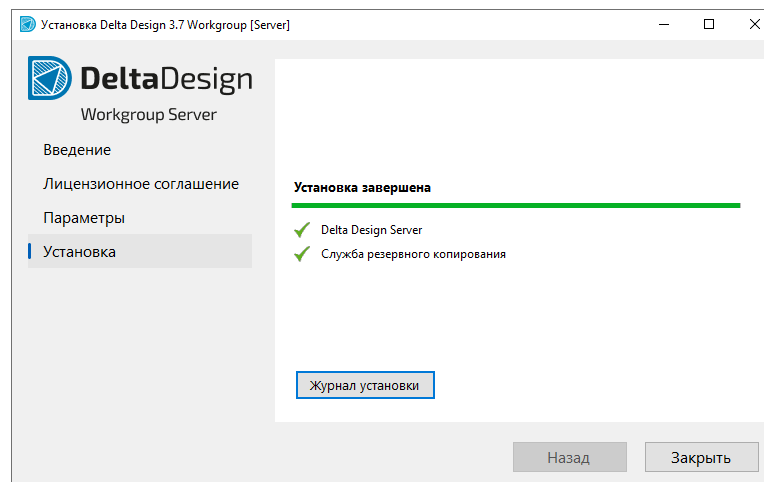 Установка Delta Design 3.7 Workgroup [Server]
DeltaDesign
Workgroup Server
Введение
Лицензионное соглашение
Параметры
Установка
Установка завершена
Delta Design Server
Служба резервного копирования
Журнал установки
Назад
Закрыть